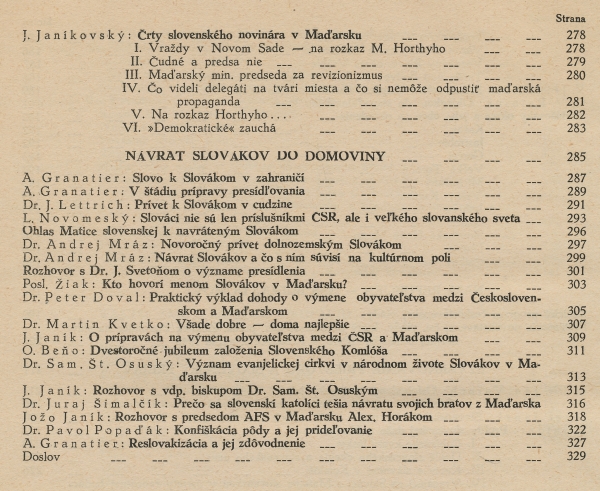 Strana
J. Janíkovský: Črty slovenského novinára v Maďarsku — — 278
I. Vraždy v Novom Sade — na rozkaz M. Horthyho — — 278
II. Čudné a predsa nie — — — — — 279
III. Maďarský min. predseda za revizionizmus — — 280
IV. Čo videli delegáti na tvári miesta a čo si nemôže odpustiť maďarská
propaganda — — — — — 281
V. Na rozkaz Horthyho... — — — — 282
VI. »Demokratické« zauchá — — — — 283
NÁVRAT SLOVÁKOV DO DOMOVINY — — — 285
A. Granatier: Slovo k Slovákom v zahraničí — — — 287
A. Granatier: V štádiu prípravy presídľovania — — — 289
Dr. J. Lettrich: Prívet k Slovákom v cudzine — — — 291
L. Novomeský: Slováci nie sú len príslušníkmi ČSR, ale i veľkého slovanského sveta — 293
Ohlas Matice slovenskej k navráteným Slovákom — — — 296
Dr. Andrej Mráz: Novoročný prívet dolnozemským Slovákom — — 297
Dr. Andrej Mráz: Návrat Slovákov a čo s ním súvisí na kultúrnom poli — — 299
Rozhovor s Dr. J. Svetoňom o význame presídlenia — — — 301
Posl. Žiak: Kto hovorí menom Slovákov v Maďarsku? — — — 303
Dr. Peter Doval: Praktický výklad dohody o výmene obyvateľstva medzi Českosloven-
skom a Maďarskom — — — — — 305
Dr. Martin Kvetko: Všade dobre — doma najlepšie — — — 307
J. Janík: O prípravách na výmenu obyvateľstva medzi ČSR a Maďarskom — — 309
O. Beňo: Dvestoročné jubileum založenia Slovenského Komlóša — — 311
Dr. Sam. Št. Osuský: Význam evanjelickej cirkvi v národnom živote Slovákov v Ma-
ďarsku — — — — — — 313
J. Janík: Rozhovor s vdp. biskupom Dr. Sam. Št. Osuským — — — 315
Dr. Juraj Šimalčík: Prečo sa slovenskí katolíci tešia návratu svojich bratov z Maďarska 316
Jožo Janík: Rozhovor s predsedom AFS v Maďarsku Alex. Horákom — — 318
Dr. Pavol Popaďák: Konfiškácia pôdy a jej prideľovanie — — — 322
A. Granatier: Reslovakizácia a jej zdôvodnenie — — — 327
Doslov — — — — — — — — 329